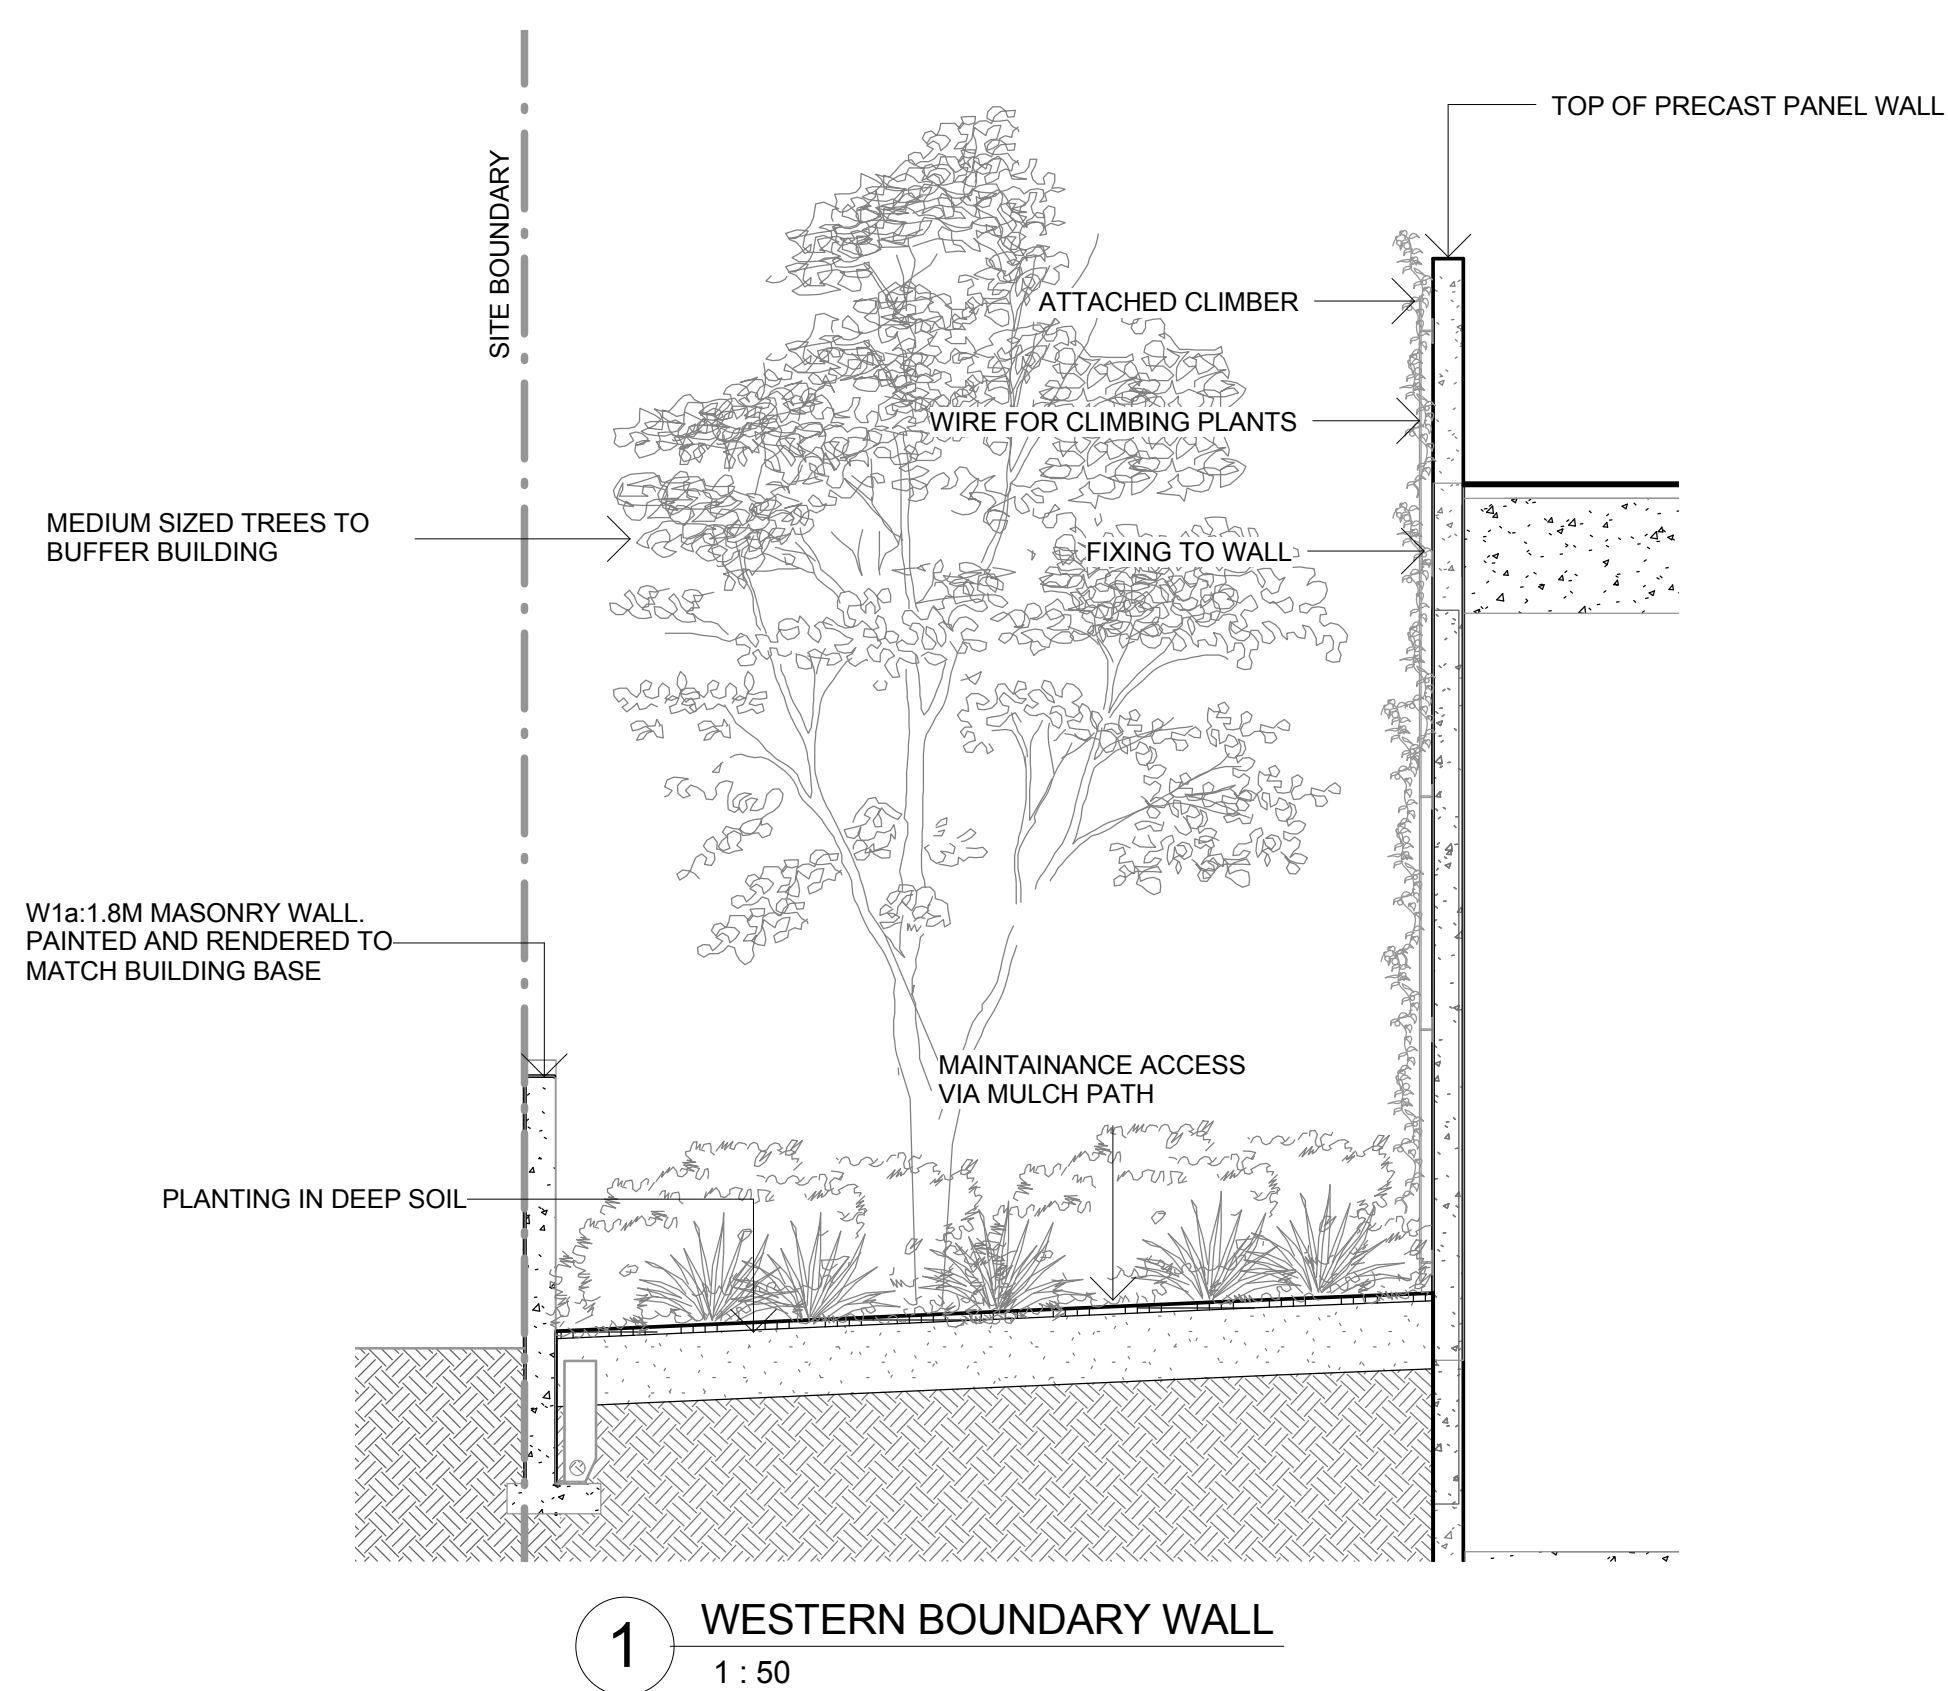 TOP OF PRECAST PANEL WALL
SITE BOUNDARY
ATTACHED CLIMBER
WIRE FOR CLIMBING PLANTS
MEDIUM SIZED TREES TO
BUFFER BUILDING
FIXING TO WALL
W1a:1.8M MASONRY WALL.
PAINTED AND RENDERED TO
MATCH BUILDING BASE
MAINTAINANCE ACCESS
VIA MULCH PATH
PLANTING IN DEEP SOIL
1
WESTERN BOUNDARY WALL
1 : 50